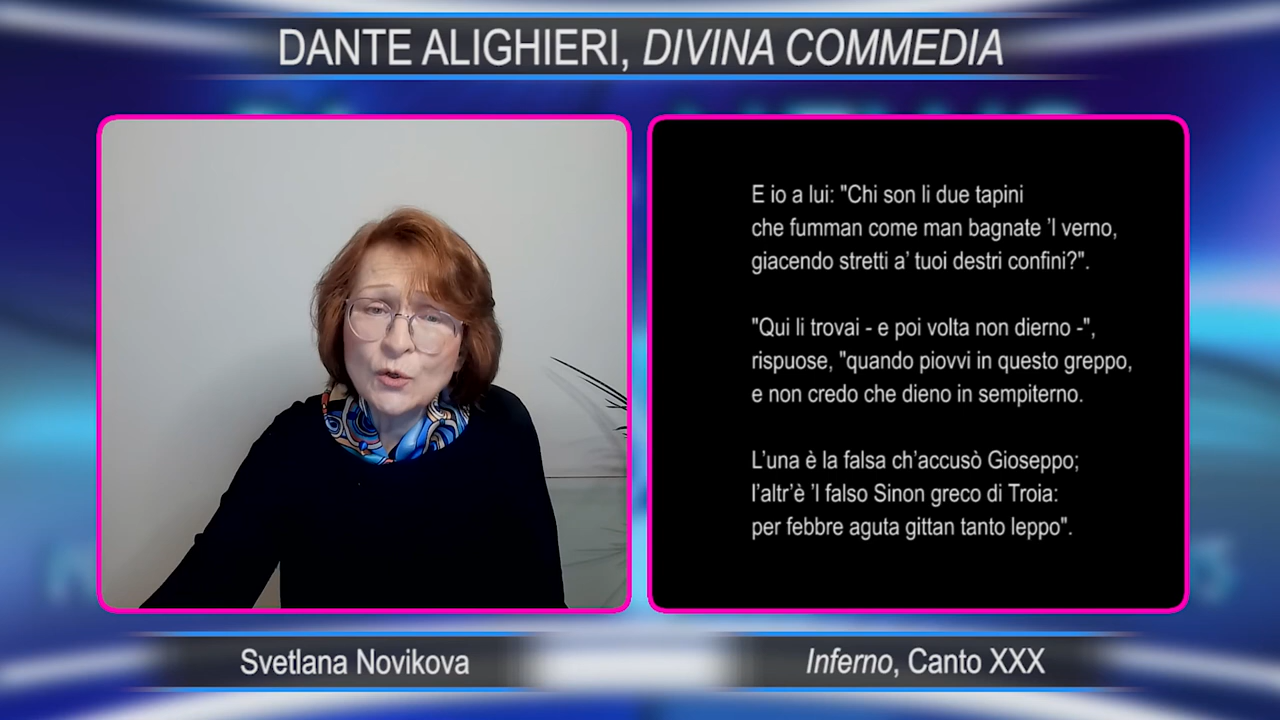 DANTE ALIGHIERI, DIVINA COMMEDIA
E io a lui: "Chi son li due tapini
che fumman come man bagnate ’l verno,
giacendo stretti a’ tuoi destri confini?".
"Qui li trovai - e poi volta non dierno -",
rispuose, "quando piovvi in questo greppo,
e non credo che dieno in sempiterno.
L’una è la falsa ch’accusò Gioseppo;
l’altr’è ’l falso Sinon greco di Troia:
per febbre aguta gittan tanto leppo".
Svetlana Novikova
Inferno, Canto XXX